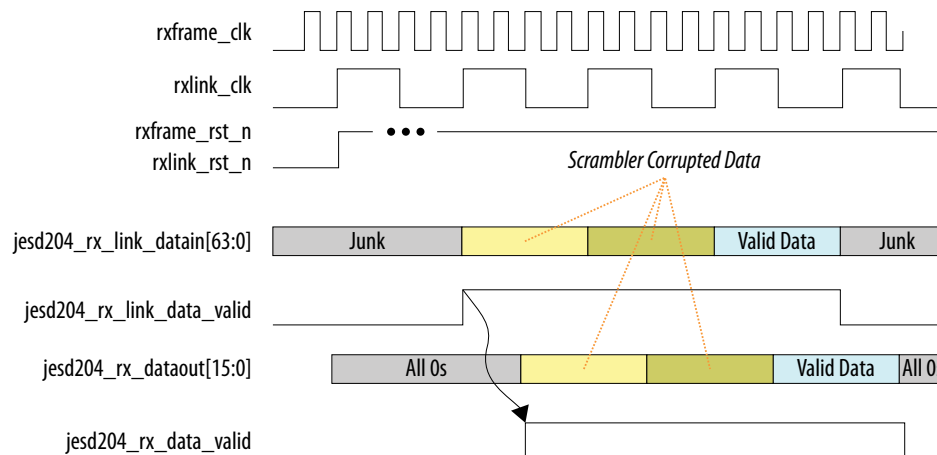 rxframe_clk
rxlink_clk
rxframe_rst_n
rxlink_rst_n
Scrambler Corrupted Data
jesd204_rx_link_datain[63:0] Junk Valid Data Junk
jesd204_rx_link_data_valid
jesd204_rx_dataout[15:0] All 0s Valid Data All 0
jesd204_rx_data_valid